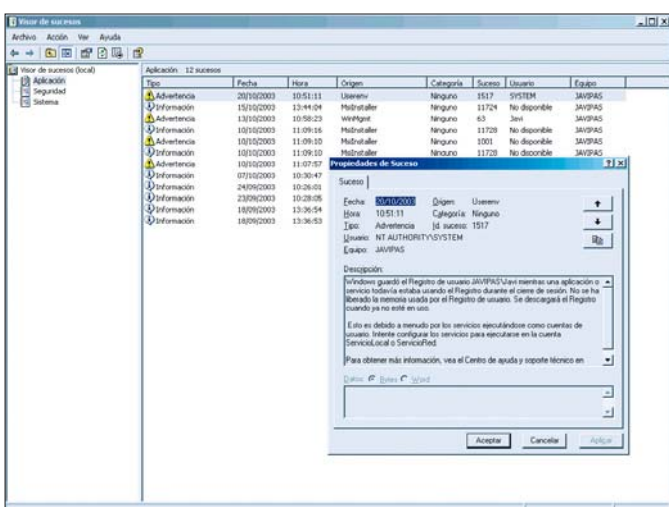 Visor de sucesos
Archivo Acción Ver Ayuda
Visor de sucesos (local)
Aplicación
Seguridad
Sistema
Aplicación 12 sucesos
Tipo Fecha Hora Origen Categoría Suceso Usuario Equipo
Advertencia 20/10/2003 10:51:11 Userenv Ninguno 1517 SYSTEM JAVIPAS
Información 15/10/2003 13:44:04 MsiInstaller Ninguno 11724 No disponible JAVIPAS
Advertencia 13/10/2003 10:58:23 WinMgmt Ninguno 63 Javi JAVIPAS
Información 10/10/2003 11:09:16 MsiInstaller Ninguno 11728 No disponible JAVIPAS
Advertencia 10/10/2003 11:09:10 MsiInstaller Ninguno 1001 No disponible JAVIPAS
Información 10/10/2003 11:09:10 MsiInstaller Ninguno 11728 No disponible JAVIPAS
Advertencia 10/10/2003 11:07:57
Información 07/10/2003 10:30:47
Información 24/09/2003 10:26:01
Información 23/09/2003 10:28:05
Información 18/09/2003 13:36:54
Información 18/09/2003 13:36:53
Propiedades de Suceso
Suceso
Fecha: 20/10/2003 Origen: Userenv
Hora: 10:51:11 Categoría: Ninguno
Tipo: Advertencia Id. suceso: 1517
Usuario: NT AUTHORITY\SYSTEM
Equipo: JAVIPAS
Descripción:
Windows guardó el Registro de usuario JAVIPAS\Javi mientras una aplicación o
servicio todavía estaba usando el Registro durante el cierre de sesión. No se ha
liberado la memoria usada por el Registro de usuario. Se descargará el Registro
cuando ya no esté en uso.
Esto es debido a menudo por los servicios ejecutándose como cuentas de
usuario. Intente configurar los servicios para ejecutarse en la cuenta
ServicioLocal o ServicioRed.
Para obtener más información, vea el Centro de ayuda y soporte técnico en
Datos: Bytes Word
Aceptar Cancelar Aplicar